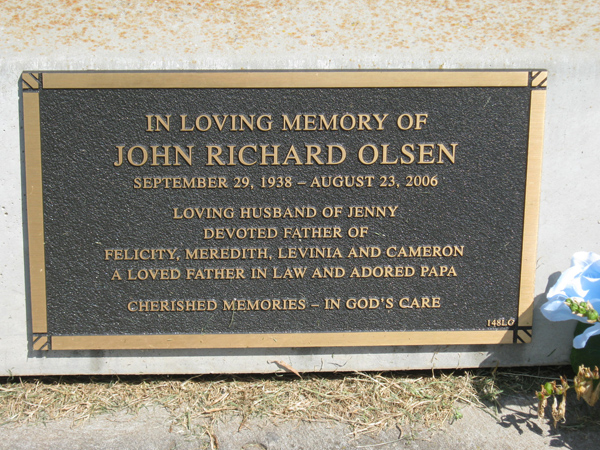 IN LOVING MEMORY OF
JOHN RICHARD OLSEN
SEPTEMBER 29, 1938 – AUGUST 23, 2006
LOVING HUSBAND OF JENNY
DEVOTED FATHER OF
FELICITY, MEREDITH, LEVINIA AND CAMERON
A LOVED FATHER IN LAW AND ADORED PAPA
CHERISHED MEMORIES – IN GOD'S CARE
148LG